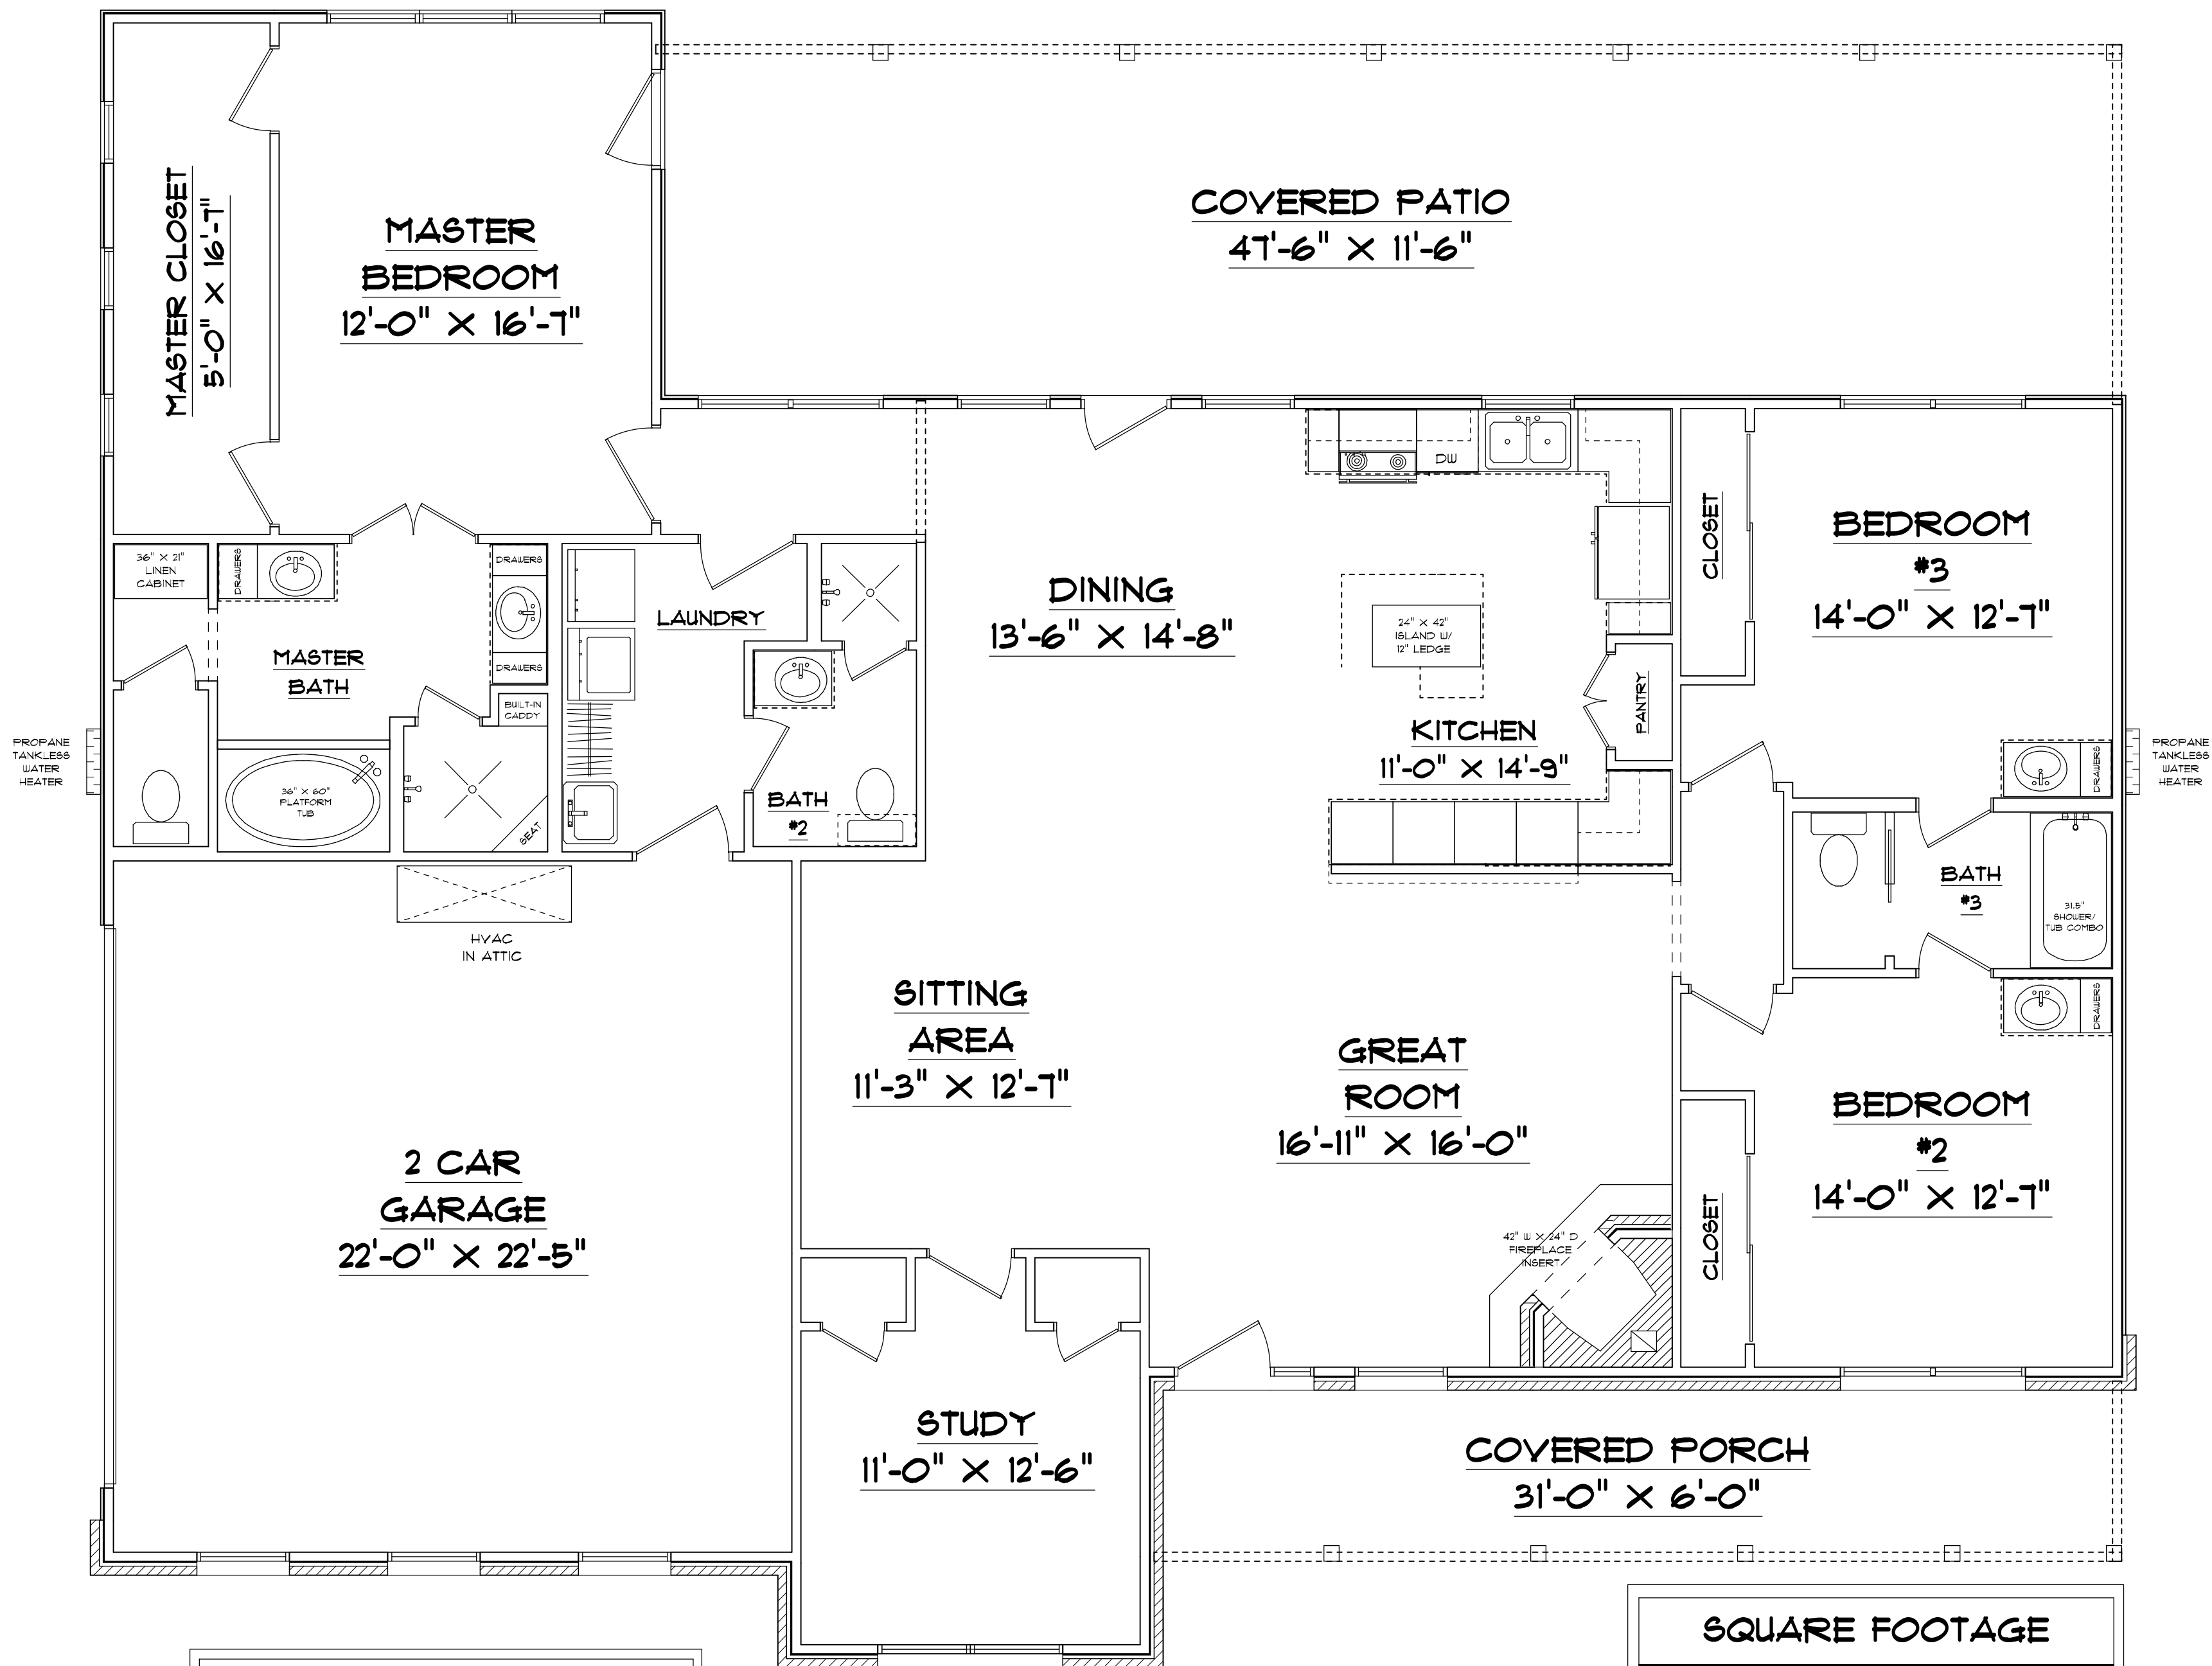 COVERED PATIO
47'-6" X 11'-6"
MASTER CLOSET
5'-0" X 16'-7"
MASTER
BEDROOM
12'-0" X 16'-7"
36" X 21"
LINEN
CABINET
DRAWERS
DRAWERS
DRAWERS
MASTER
BATH
BUILT-IN
CADDY
36" X 60"
PLATFORM
TUB
SEAT
PROPANE
TANKLESS
WATER
HEATER
LAUNDRY
BATH
#2
DINING
13'-6" X 14'-8"
DW
24" X 42"
ISLAND W/
12" LEDGE
KITCHEN
11'-0" X 14'-9"
PANTRY
CLOSET
BEDROOM
#3
14'-0" X 12'-7"
DRAWERS
PROPANE
TANKLESS
WATER
HEATER
BATH
#3
31.5"
SHOWER/
TUB COMBO
DRAWERS
HVAC
IN ATTIC
SITTING
AREA
11'-3" X 12'-7"
GREAT
ROOM
16'-11" X 16'-0"
BEDROOM
#2
14'-0" X 12'-7"
CLOSET
2 CAR
GARAGE
22'-0" X 22'-5"
42" W X 24" D
FIREPLACE
INSERT
STUDY
11'-0" X 12'-6"
COVERED PORCH
31'-0" X 6'-0"
SQUARE FOOTAGE